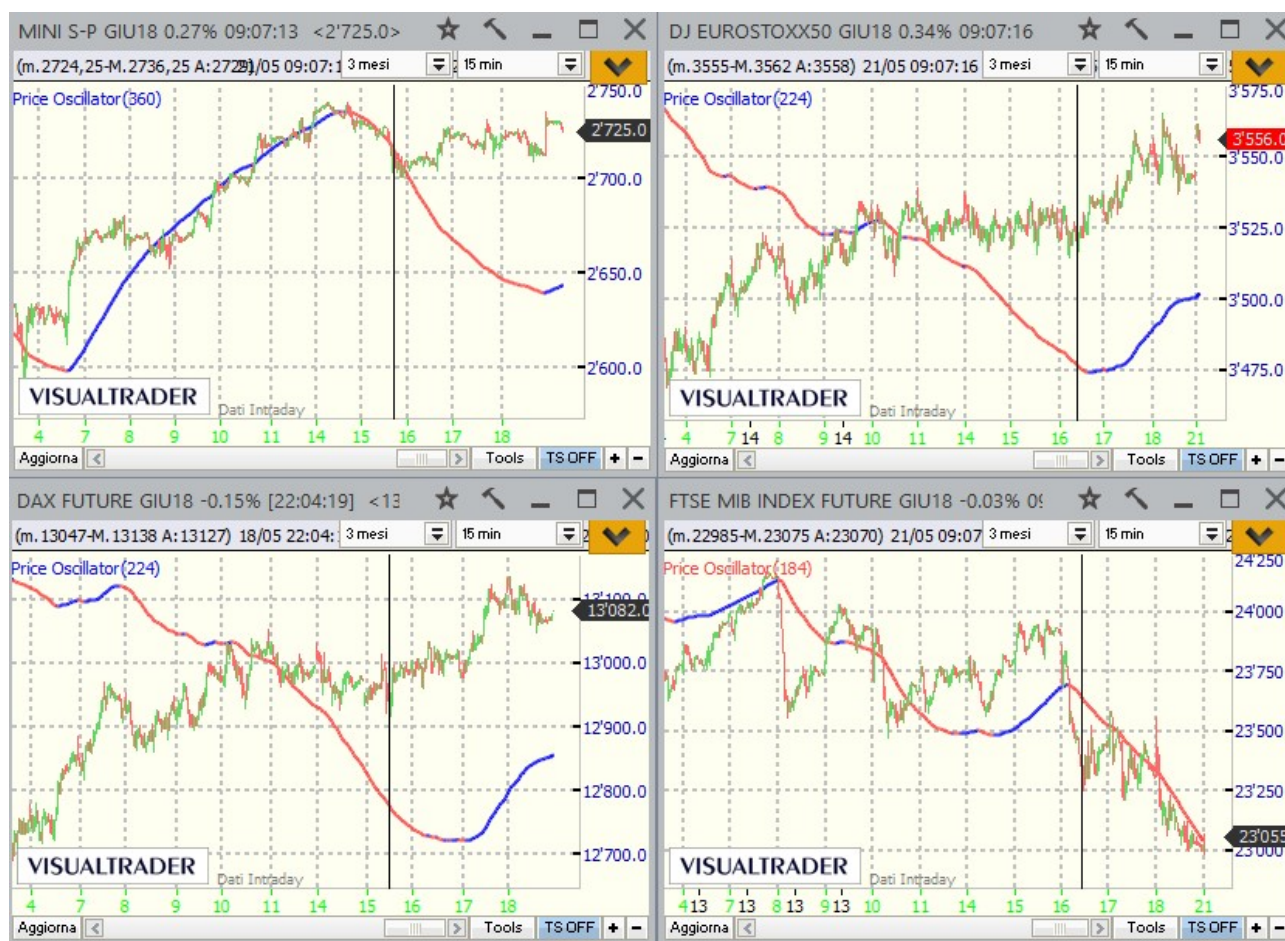 MINI S-P GIU18 0.27% 09:07:13 <2'725.0>
(m.2724,25-M.2736,25 A:2729) 21/05 09:07:1 3 mesi 15 min
Price Oscillator(360)
2'750.0
2'725.0
2'700.0
2'650.0
2'600.0
VISUALTRADER
Dati Intraday
4 7 8 9 10 11 14 15 16 17 18
Aggiorna Tools TS OFF + -
DJ EUROSTOXX50 GIU18 0.34% 09:07:16
(m.3555-M.3562 A:3558) 21/05 09:07:16 3 mesi 15 min
Price Oscillator(224)
3'575.0
3'556.0
3'550.0
3'525.0
3'500.0
3'475.0
VISUALTRADER
Dati Intraday
4 7 14 8 9 14 10 11 14 15 16 17 18 21
Aggiorna Tools TS OFF + -
DAX FUTURE GIU18 -0.15% [22:04:19] <13
(m.13047-M.13138 A:13127) 18/05 22:04: 3 mesi 15 min
Price Oscillator(224)
13'100.0
13'082.0
13'000.0
12'900.0
12'800.0
12'700.0
VISUALTRADER
Dati Intraday
4 7 8 9 10 11 14 15 16 17 18
Aggiorna Tools TS OFF + -
FTSE MIB INDEX FUTURE GIU18 -0.03% 09
(m.22985-M.23075 A:23070) 21/05 09:07 3 mesi 15 min
Price Oscillator(184)
24'250
24'000
23'750
23'500
23'250
23'055
23'000
VISUALTRADER
Dati Intraday
4 13 7 13 8 13 9 13 10 11 14 15 16 17 18 21
Aggiorna Tools TS OFF + -